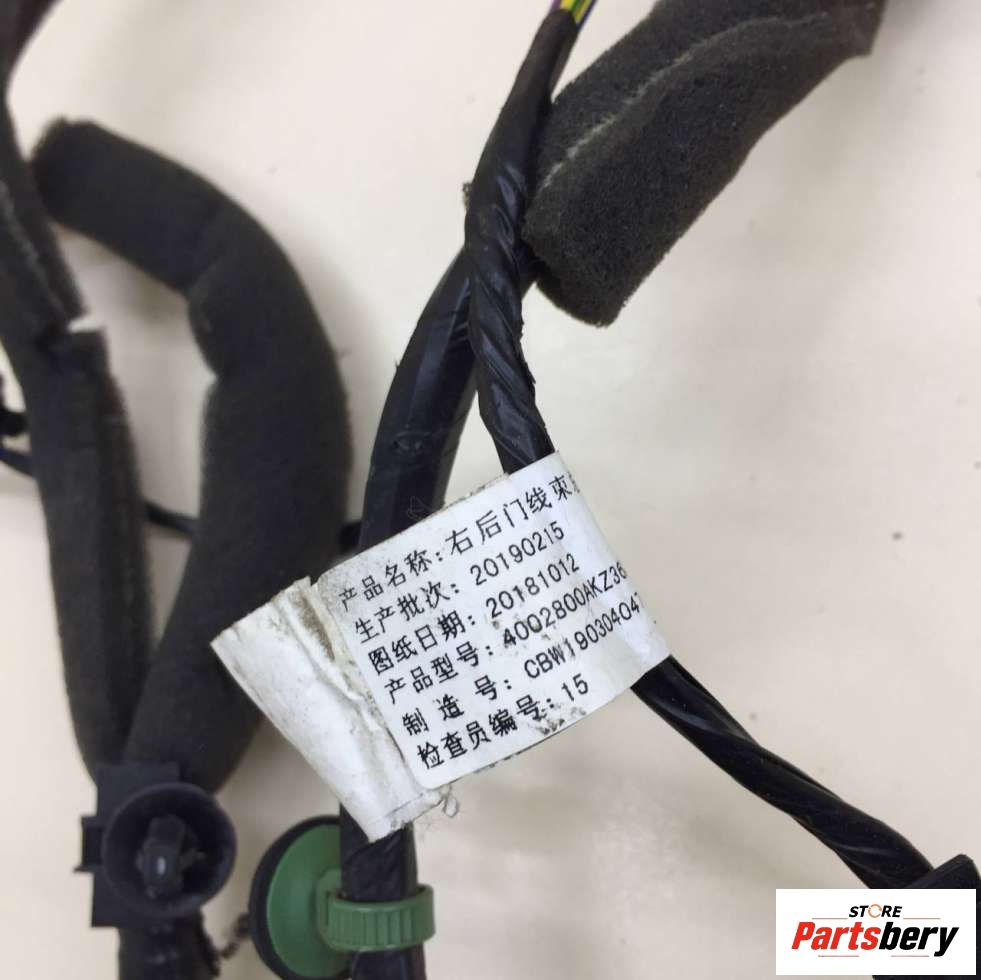 产品名称:右后门线束
生产批次:20190215
图纸日期:20181012
产品型号:4002800AKZ36
制 造 号:CBW190304047
检查员编号:15
STORE
Partsbery